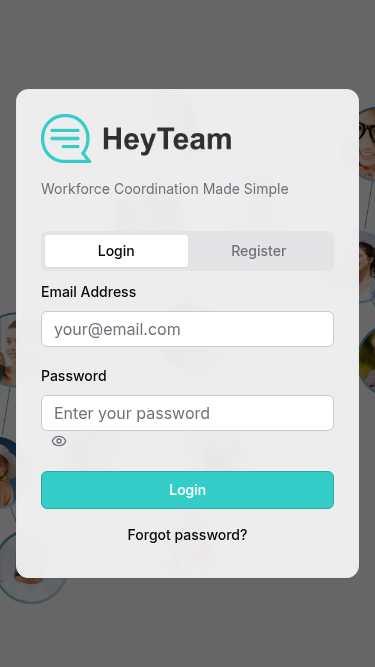 HeyTeam
Workforce Coordination Made Simple
Login
Register
Email Address
your@email.com
Password
Enter your password
Login
Forgot password?